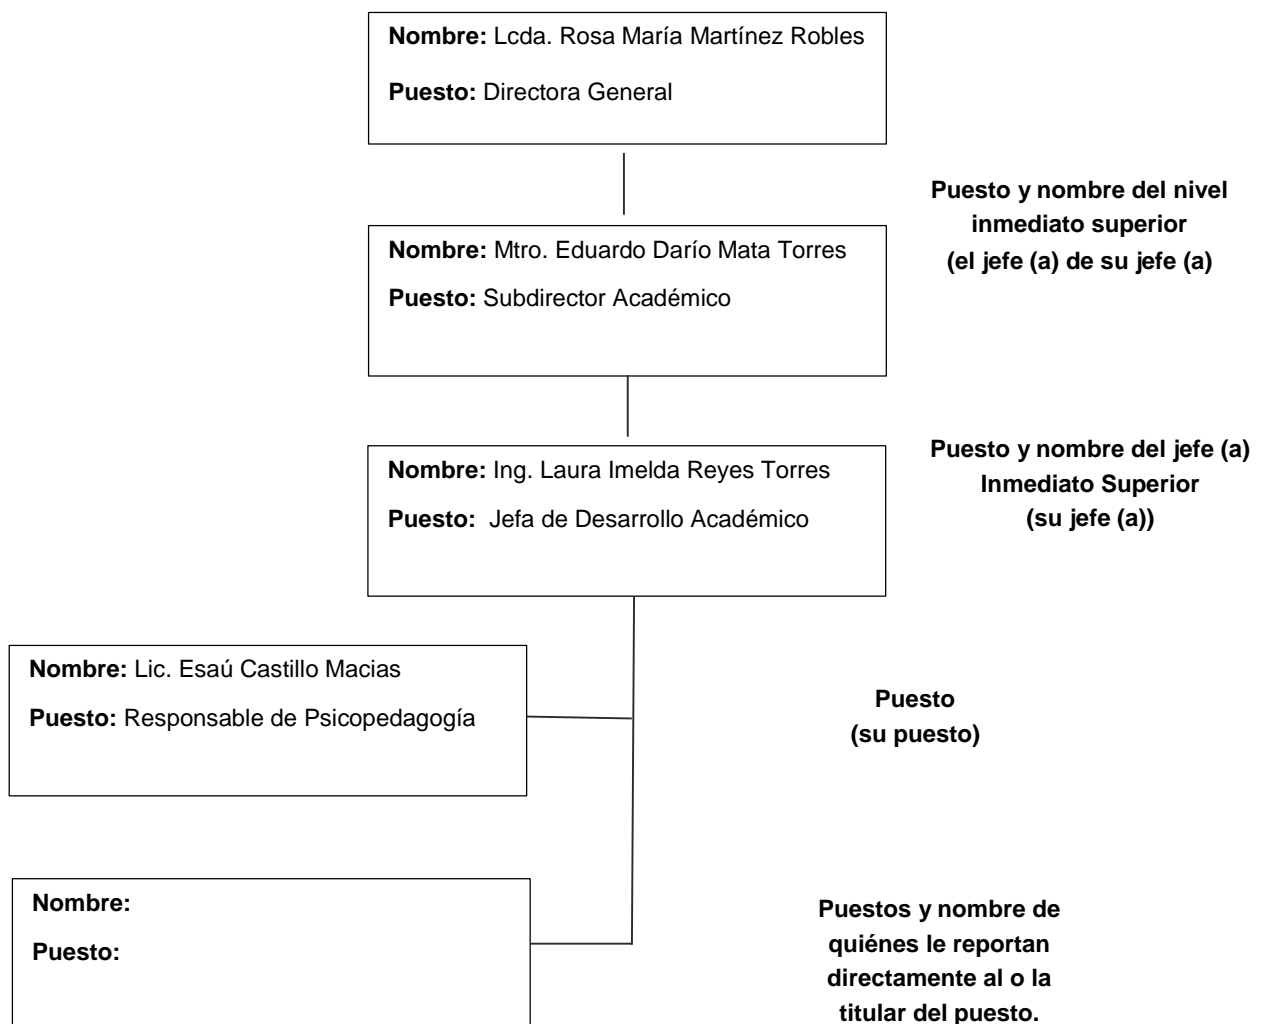 Nombre: Lcda. Rosa María Martínez Robles
Puesto: Directora General
Puesto y nombre del nivel
inmediato superior
(el jefe (a) de su jefe (a)
Nombre: Mtro. Eduardo Darío Mata Torres
Puesto: Subdirector Académico
Puesto y nombre del jefe (a)
Inmediato Superior
(su jefe (a))
Nombre: Ing. Laura Imelda Reyes Torres
Puesto: Jefa de Desarrollo Académico
Nombre: Lic. Esaú Castillo Macias
Puesto: Responsable de Psicopedagogía
Puesto
(su puesto)
Nombre:
Puesto:
Puestos y nombre de
quiénes le reportan
directamente al o la
titular del puesto.